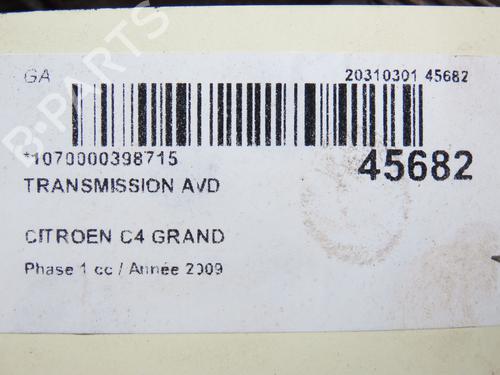 GA
20310301 45682
*1070000398715
45682
TRANSMISSION AVD
CITROEN C4 GRAND
Phase 1 cc / Année 2009
B-PARTS